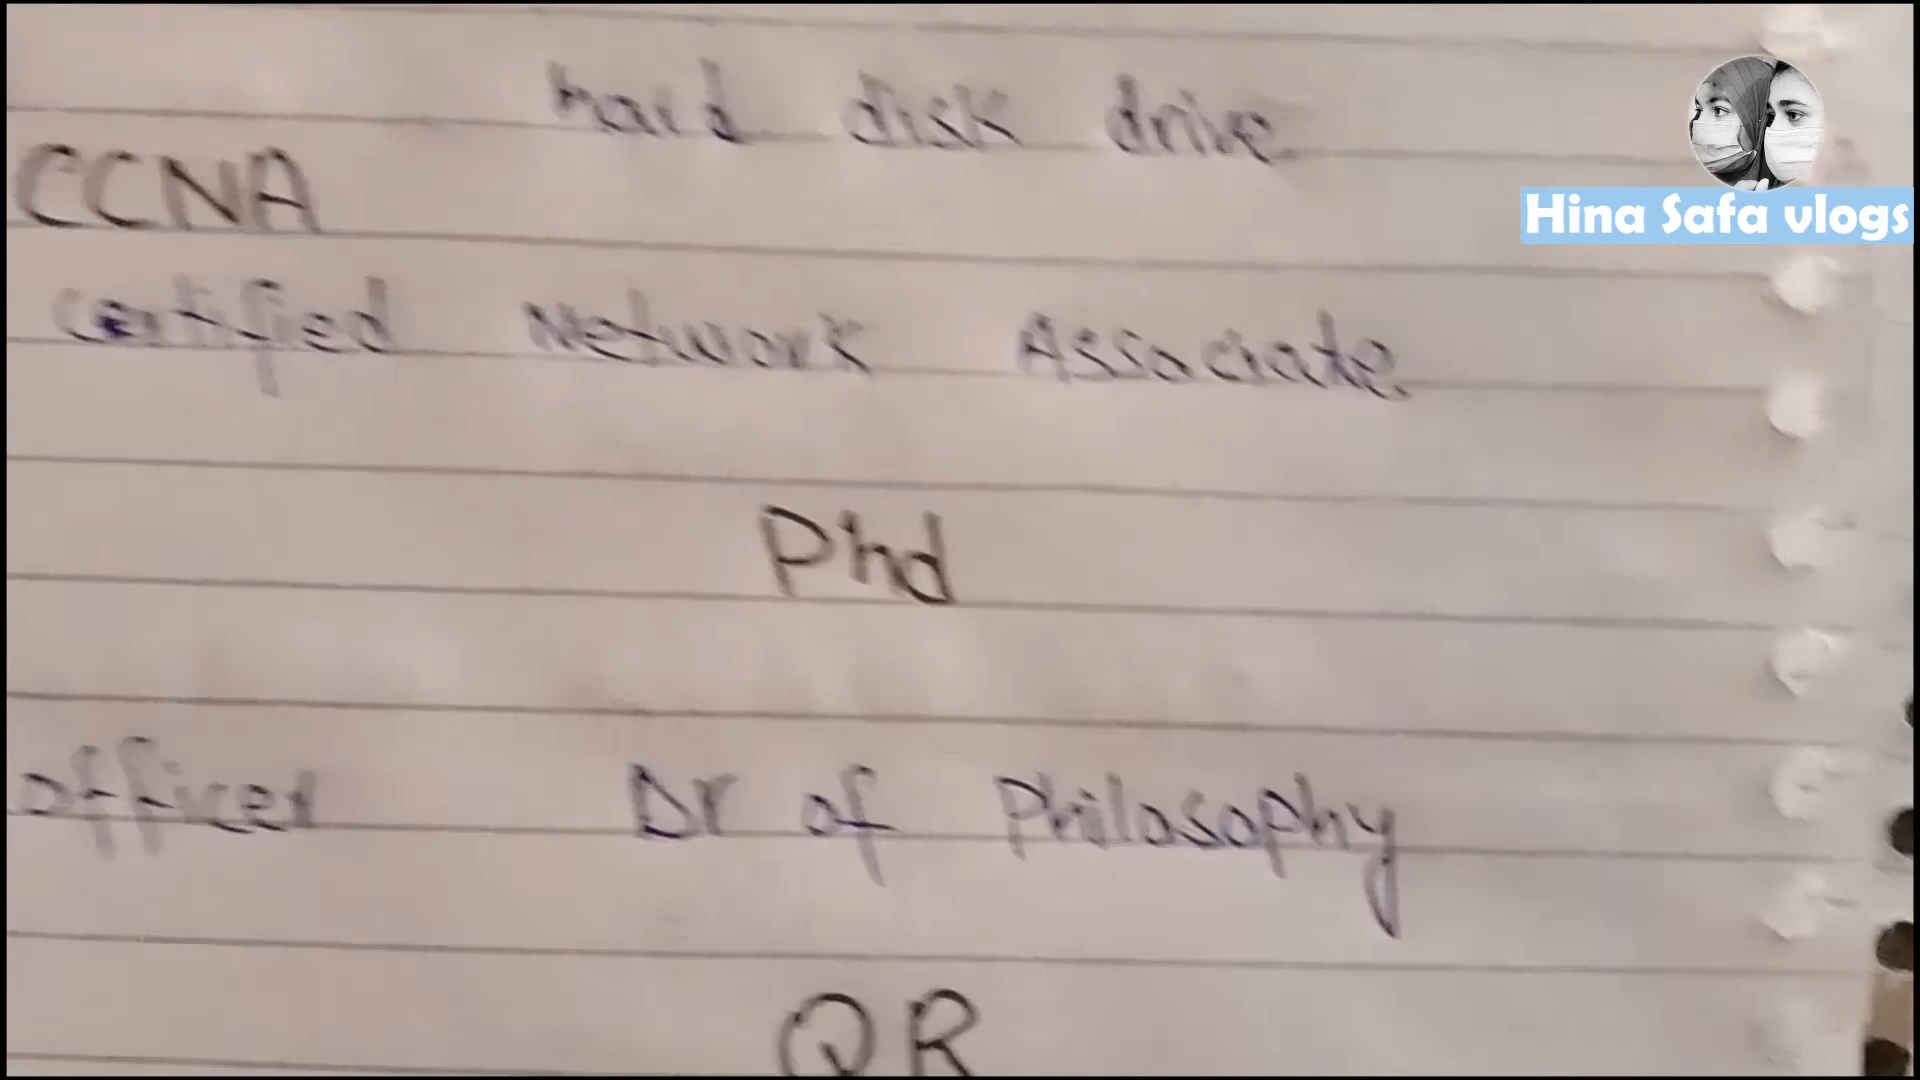 Hard disk drive.
Hina Safa vlogs
CCNA
certified Network Associate.
Phd
officer Dr of Philosophy
QR